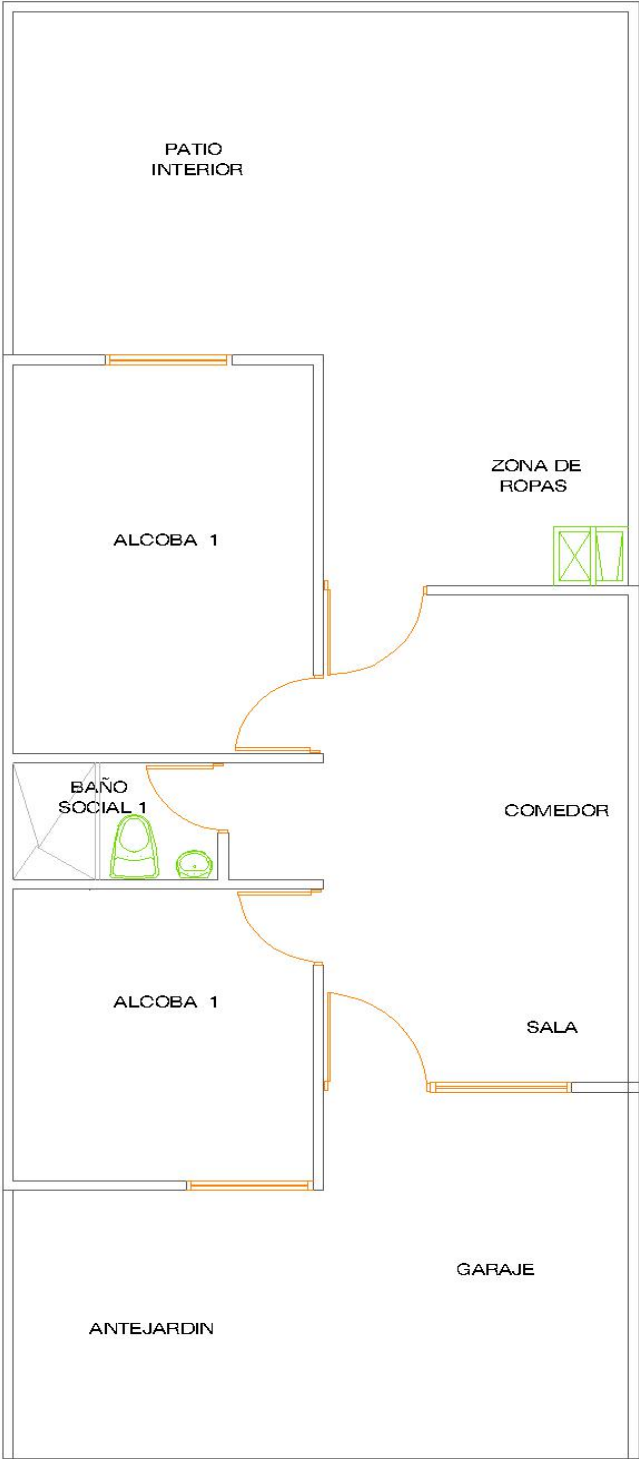 PATIO
INTERIOR
ZONA DE
ROPAS
ALCOBA 1
BAÑO
SOCIAL 1
COMEDOR
ALCOBA 1
SALA
GARAJE
ANTEJARDIN